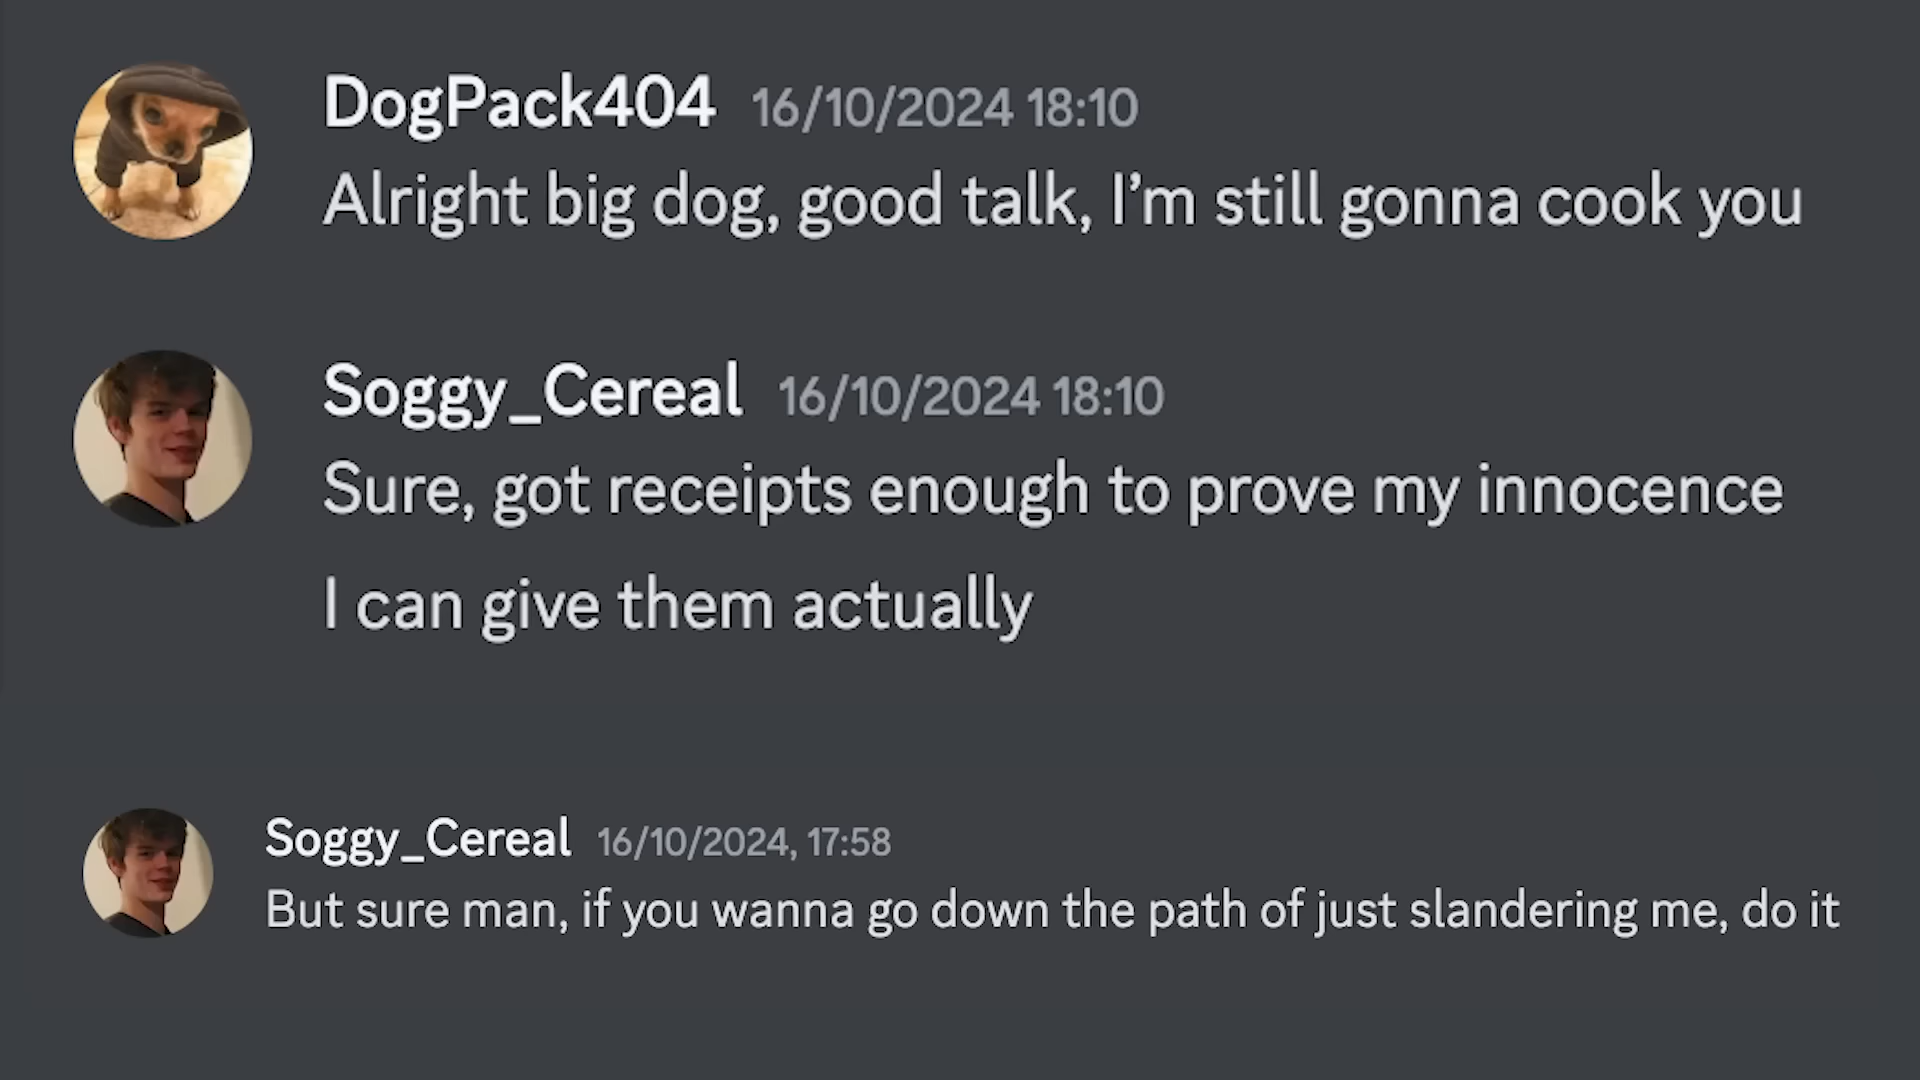 DogPack404 16/10/2024 18:10
Alright big dog, good talk, I’m still gonna cook you
Soggy_Cereal 16/10/2024 18:10
Sure, got receipts enough to prove my innocence
I can give them actually
Soggy_Cereal 16/10/2024, 17:58
But sure man, if you wanna go down the path of just slandering me, do it